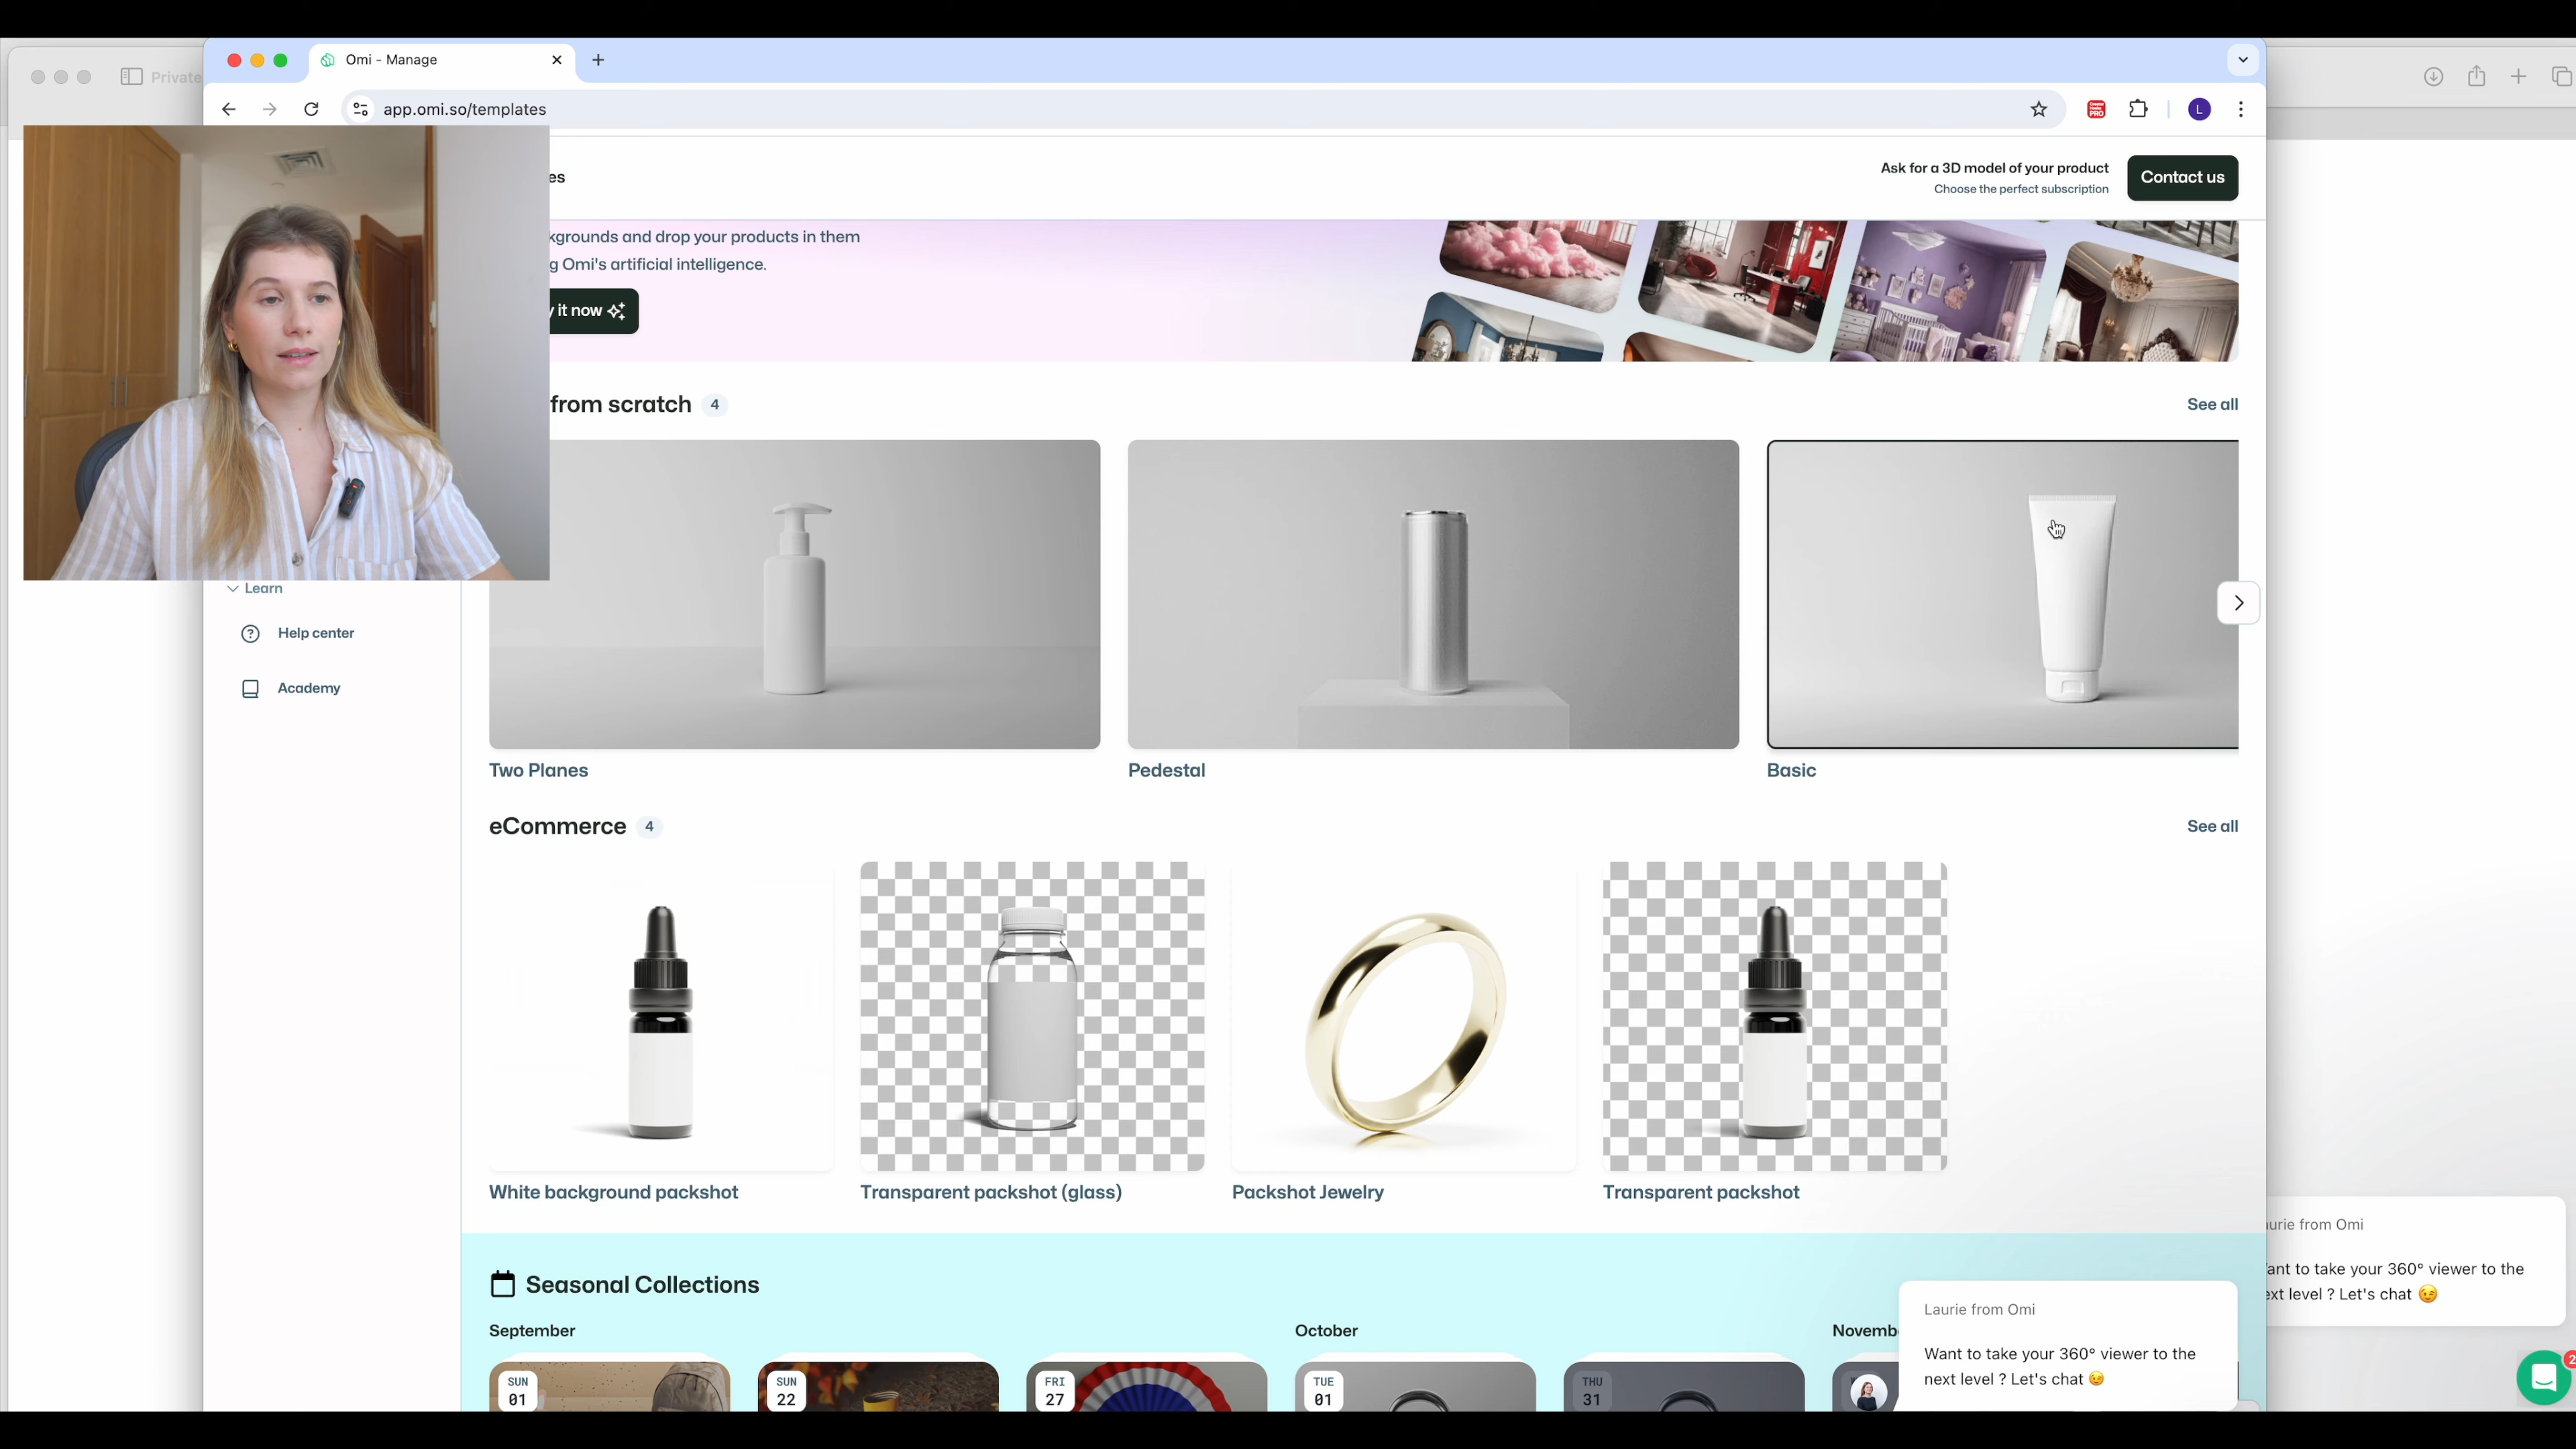 Private
Omi - Manage
app.omi.so/templates
L
es
Ask for a 3D model of your product
Choose the perfect subscription
Contact us
kgrounds and drop your products in them
g Omi's artificial intelligence.
it now
from scratch 4
See all
Learn
Help center
Academy
Two Planes
Pedestal
Basic
eCommerce 4
See all
White background packshot
Transparent packshot (glass)
Packshot Jewelry
Transparent packshot
Seasonal Collections
September
October
Novemb
SUN
01
SUN
22
FRI
27
TUE
01
THU
31
Laurie from Omi
Want to take your 360° viewer to the
next level ? Let's chat 😉
aurie from Omi
ant to take your 360° viewer to the
ext level ? Let's chat 😉
2